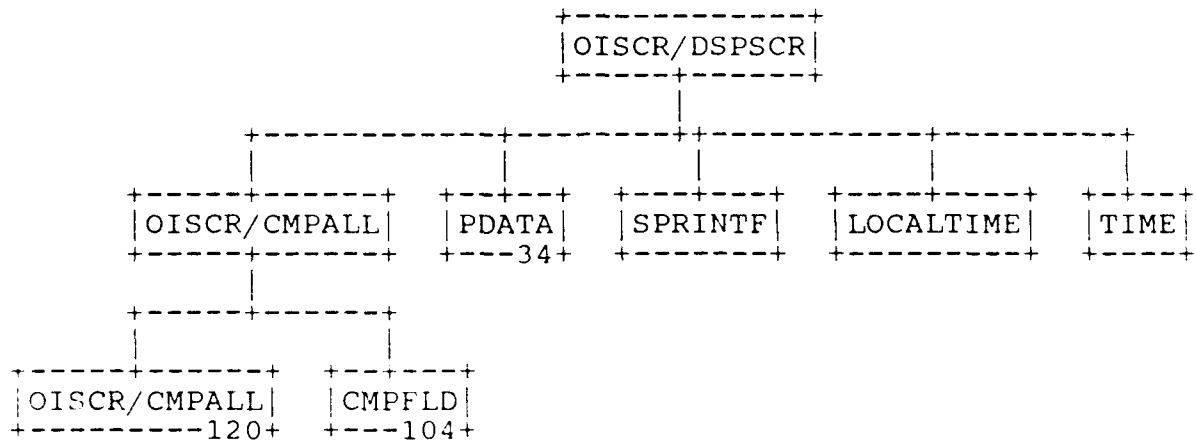 OISCR/DSPSCR
OISCR/CMPALL PDATA SPRINTF LOCALTIME TIME
34
OISCR/CMPALL CMPFLD
120 104